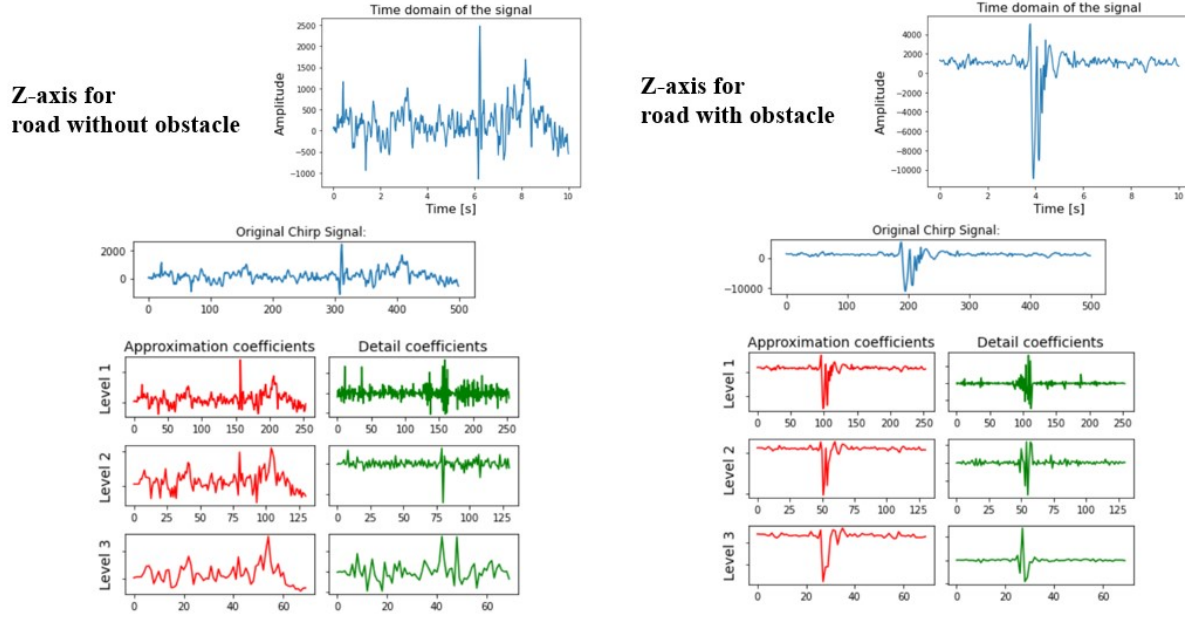 Time domain of the signal
Z-axis for
road without obstacle
Amplitude
2500
2000
1500
1000
500
0
−500
−1000
0 2 4 6 8 10
Time [s]
Original Chirp Signal:
2000
0
0 100 200 300 400 500
Approximation coefficients Detail coefficients
Level 1
0 50 100 150 200 250 0 50 100 150 200 250
Level 2
0 25 50 75 100 125 0 25 50 75 100 125
Level 3
0 20 40 60 0 20 40 60
Time domain of the signal
Z-axis for
road with obstacle
Amplitude
4000
2000
0
−2000
−4000
−6000
−8000
−10000
0 2 4 6 8 10
Time [s]
Original Chirp Signal:
0
−10000
0 100 200 300 400 500
Approximation coefficients Detail coefficients
Level 1
0 50 100 150 200 250 0 50 100 150 200 250
Level 2
0 25 50 75 100 125 0 25 50 75 100 125
Level 3
0 20 40 60 0 20 40 60